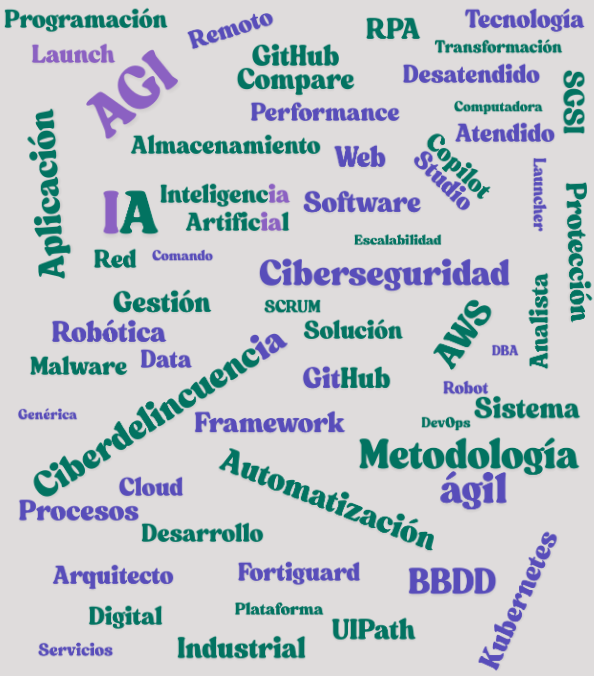 Programación
Remoto
RPA
Tecnología
Launch
AGI
GitHub
Compare
Transformación
Desatendido
SGSI
Performance
Computadora
Atendido
Aplicación
Almacenamiento
Web
Copilot
Studio
Launcher
IA
Inteligencia
Artificial
Software
Protección
Red
Comando
Escalabilidad
Ciberseguridad
Gestión
SCRUM
AWS
Analista
Robótica
Solución
Malware
Data
DBA
Ciberdelincuencia
GitHub
Robot
Genérica
Framework
DevOps
Sistema
Metodología
ágil
Cloud
Automatización
Procesos
Desarrollo
Arquitecto
Fortiguard
BBDD
Kubernetes
Digital
Plataforma
UIPath
Servicios
Industrial